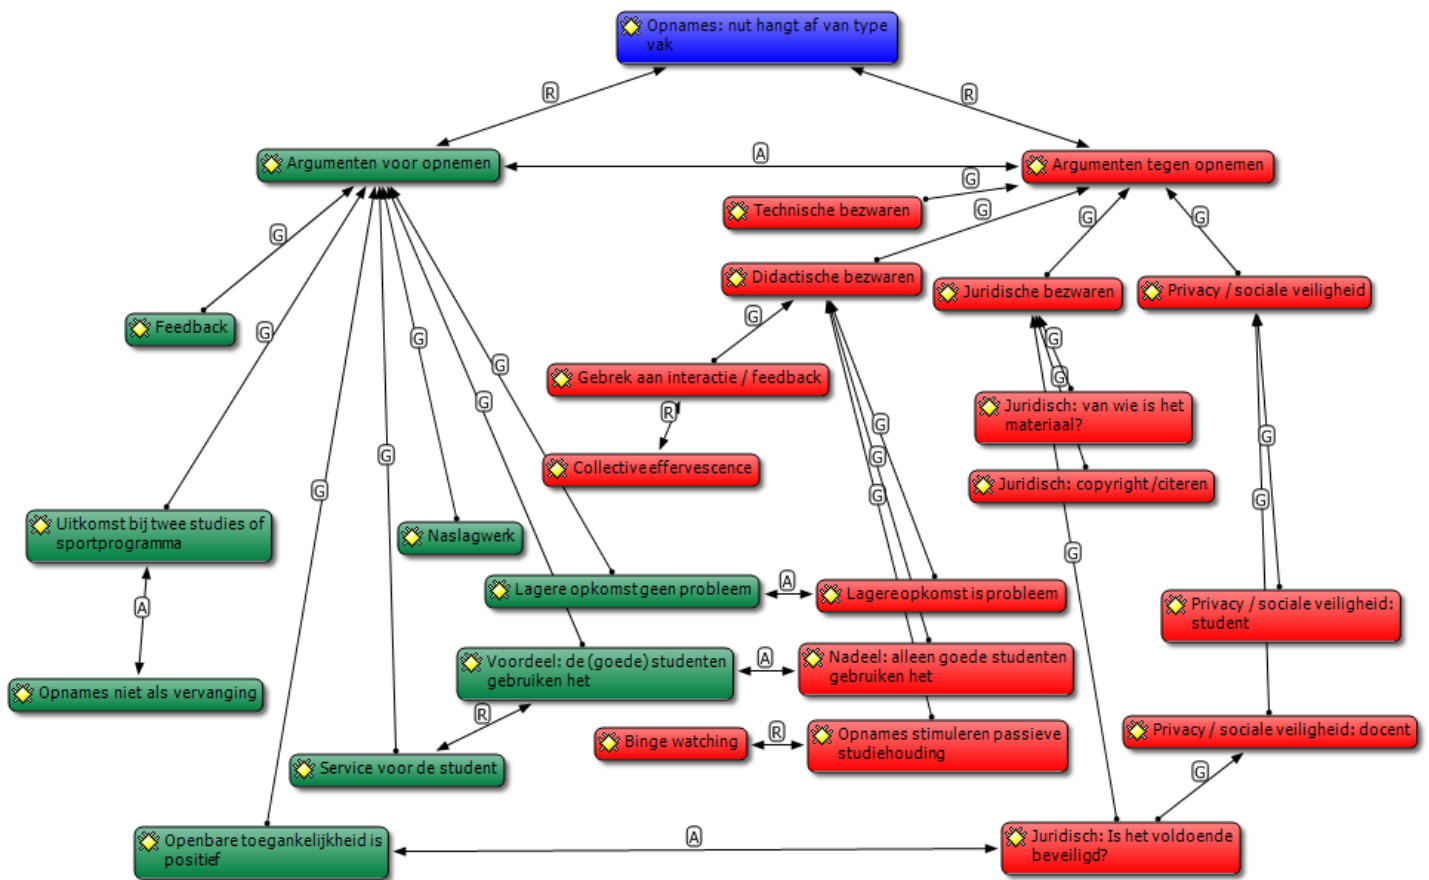 Opnames: nut hangt af van type
vak
R
R
Argumenten voor opnemen
A
Argumenten tegen opnemen
G
Technische bezwaren
G
G
G
G
Didactische bezwaren
Juridische bezwaren
Privacy / sociale veiligheid
Feedback
G
G
G
G
G
Gebrek aan interactie / feedback
G
G
Juridisch: van wie is het
materiaal?
R
G
G
G
G
G
Collective effervescence
G
Juridisch: copyright /citeren
G
G
G
Uitkomst bij twee studies of
sportprogramma
Naslagwerk
G
A
Lagere opkomst geen probleem
A
Lagere opkomst is probleem
Privacy / sociale veiligheid:
student
Opnames niet als vervanging
Voordeel: de (goede) studenten
gebruiken het
A
Nadeel: alleen goede studenten
gebruiken het
R
Binge watching
R
Opnames stimuleren passieve
studiehouding
Privacy / sociale veiligheid: docent
Service voor de student
G
Openbare toegankelijkheid is
positief
A
Juridisch: Is het voldoende
beveiligd?